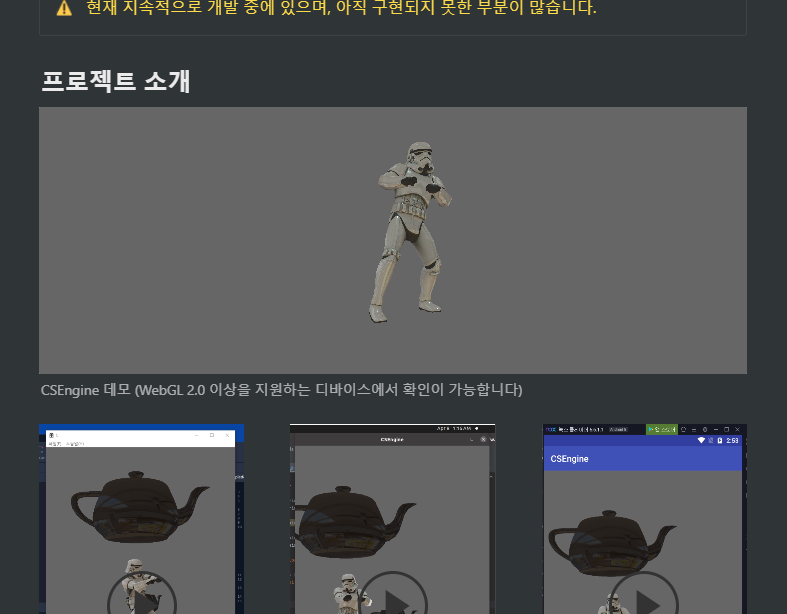 현재 지속적으로 개발 중에 있으며, 아직 구현되지 못한 부분이 많습니다.
프로젝트 소개
CSEngine 데모 (WebGL 2.0 이상을 지원하는 디바이스에서 확인이 가능합니다)
CSEngine
2:53
CSEngine